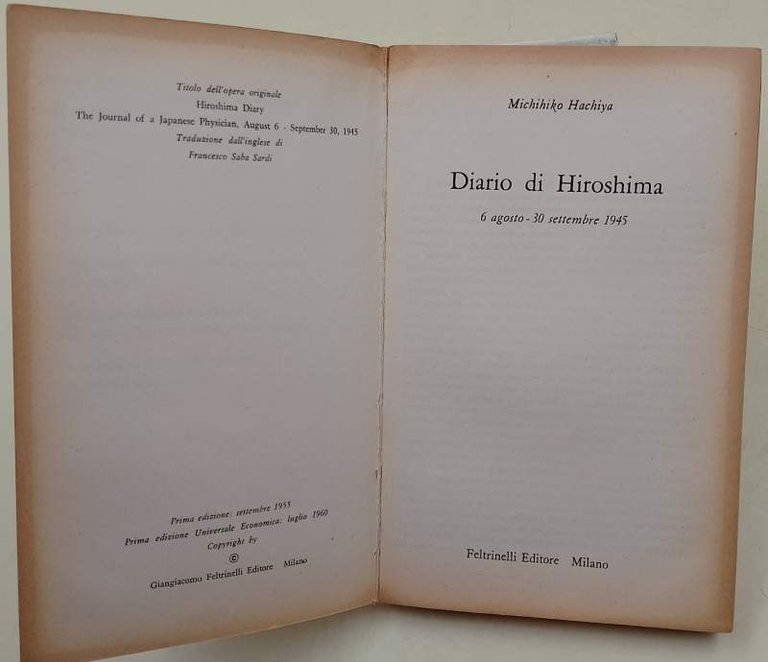 Titolo dell'opera originale
Hiroshima Diary
The Journal of a Japanese Physician, August 6 - September 30, 1945
Traduzione dall'inglese di
Francesco Saba Sardi
Prima edizione: settembre 1955
Prima edizione Universale Economica: luglio 1960
Copyright by
©
Giangiacomo Feltrinelli Editore Milano
Michihiko Hachiya
Diario di Hiroshima
6 agosto - 30 settembre 1945
Feltrinelli Editore Milano